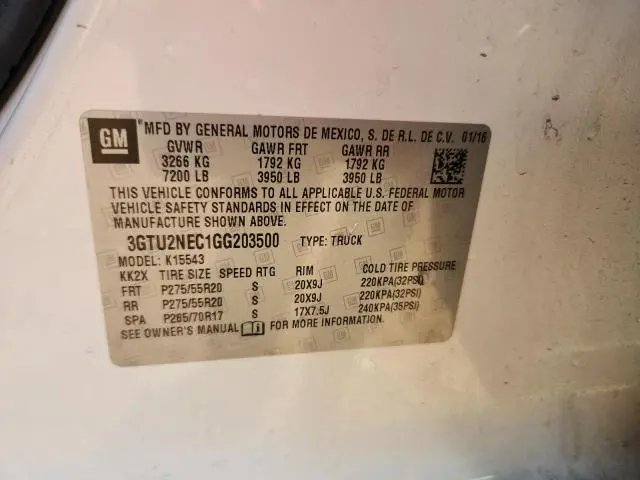 GM
*MFD BY GENERAL MOTORS DE MEXICO, S. DE R.L. DE C.V. 01/16
GVWR GAWR FRT GAWR RR
3266 KG 1792 KG 1792 KG
7200 LB 3950 LB 3950 LB
THIS VEHICLE CONFORMS TO ALL APPLICABLE U.S. FEDERAL MOTOR
VEHICLE SAFETY STANDARDS IN EFFECT ON THE DATE OF
MANUFACTURE SHOWN ABOVE.
3GTU2NEC1GG203500 TYPE: TRUCK
MODEL: K15543
KK2X TIRE SIZE SPEED RTG RIM COLD TIRE PRESSURE
FRT P275/55R20 S 20X9J 220KPA(32PSI)
RR P275/55R20 S 20X9J 220KPA(32PSI)
SPA P265/70R17 S 17X7.5J 240KPA(35PSI)
SEE OWNER'S MANUAL FOR MORE INFORMATION.